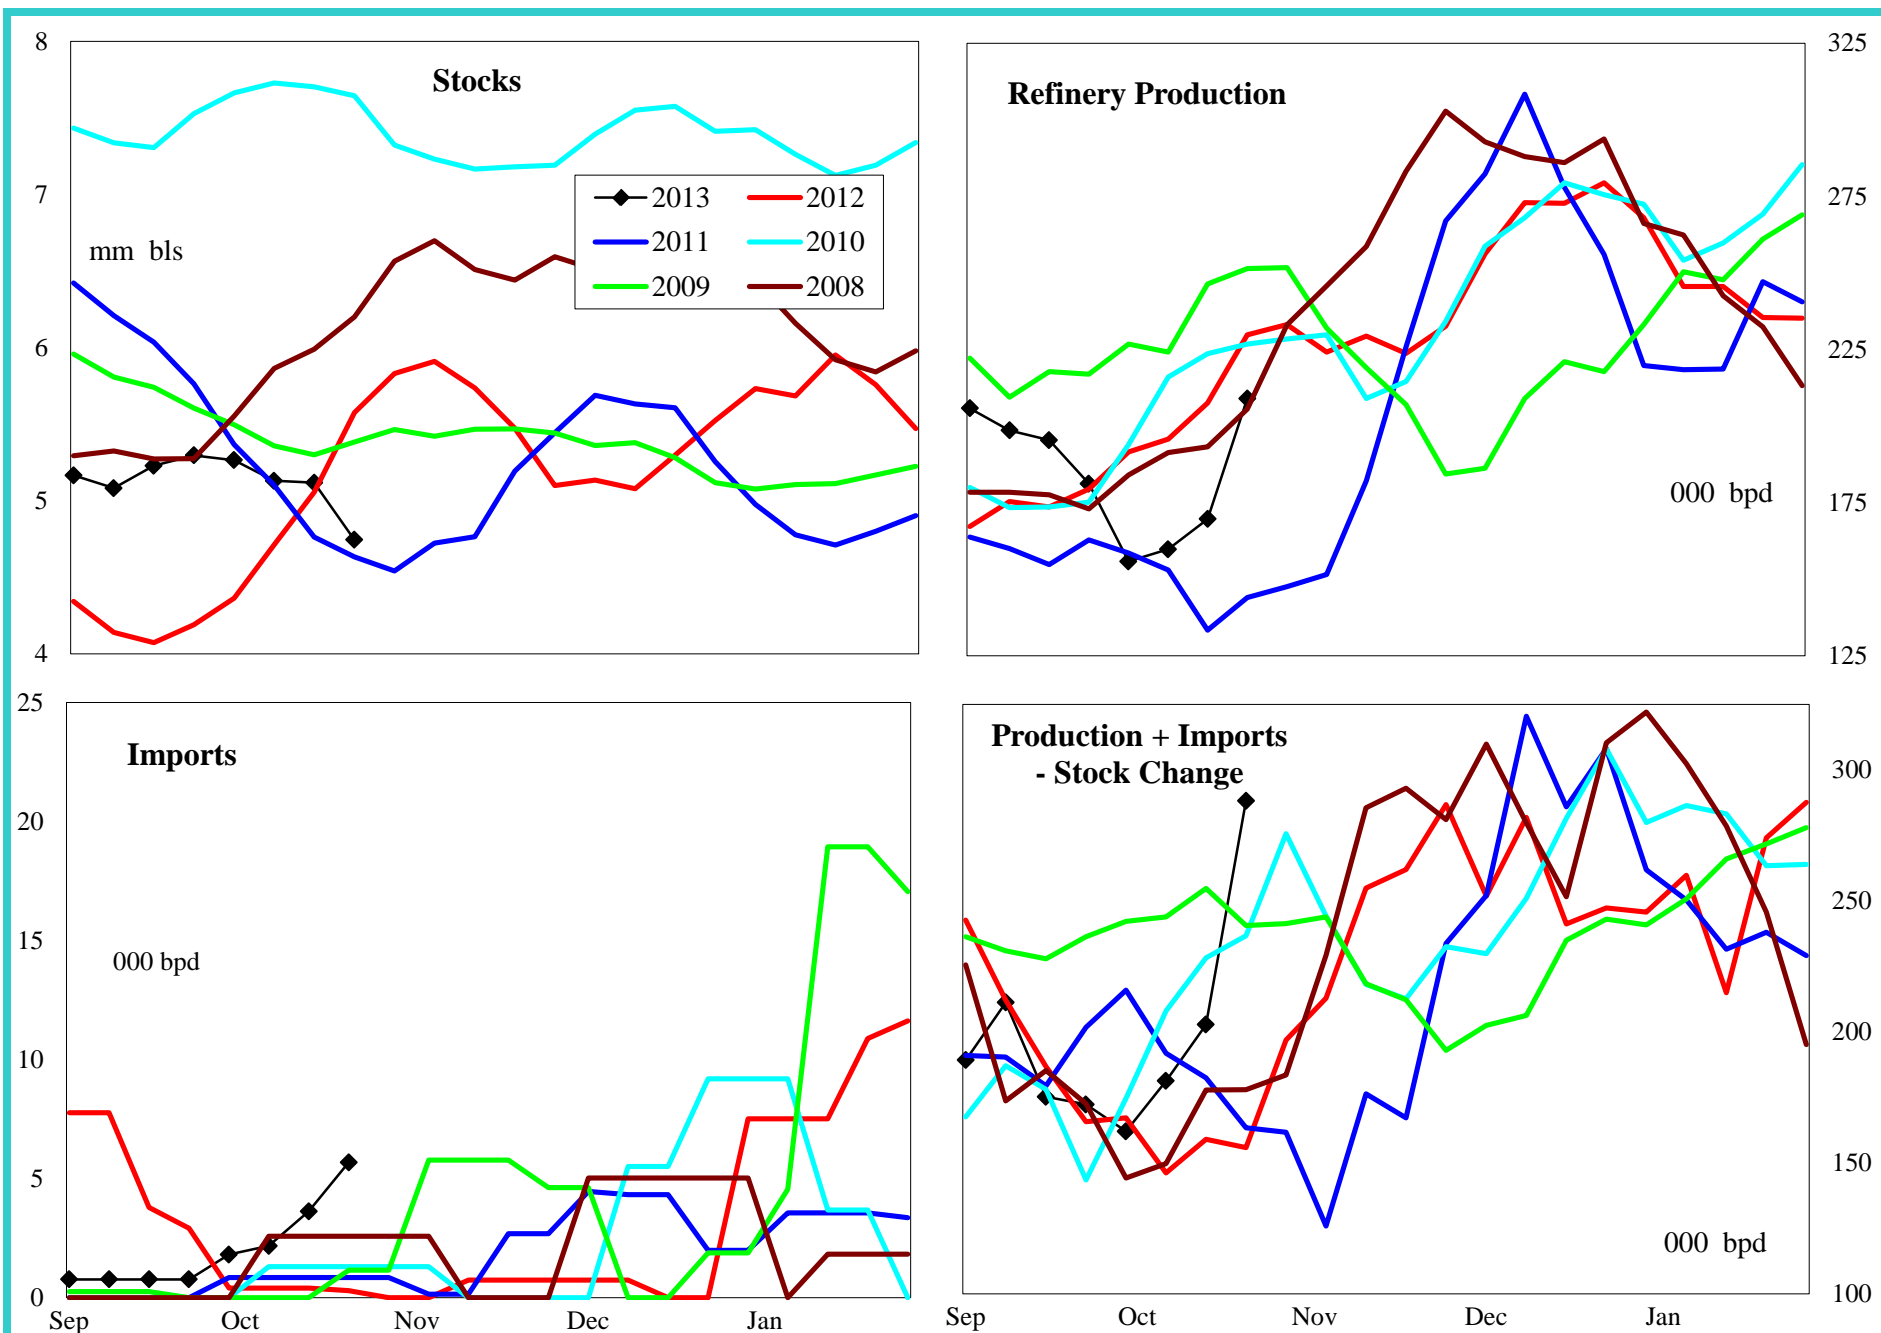 8
7
6
5
4
Stocks
mm bls
2013
2012
2011
2010
2009
2008
325
275
225
175
125
Refinery Production
000 bpd
25
20
15
10
5
0
Imports
000 bpd
Sep
Oct
Nov
Dec
Jan
Production + Imports
- Stock Change
300
250
200
150
100
000 bpd
Sep
Oct
Nov
Dec
Jan